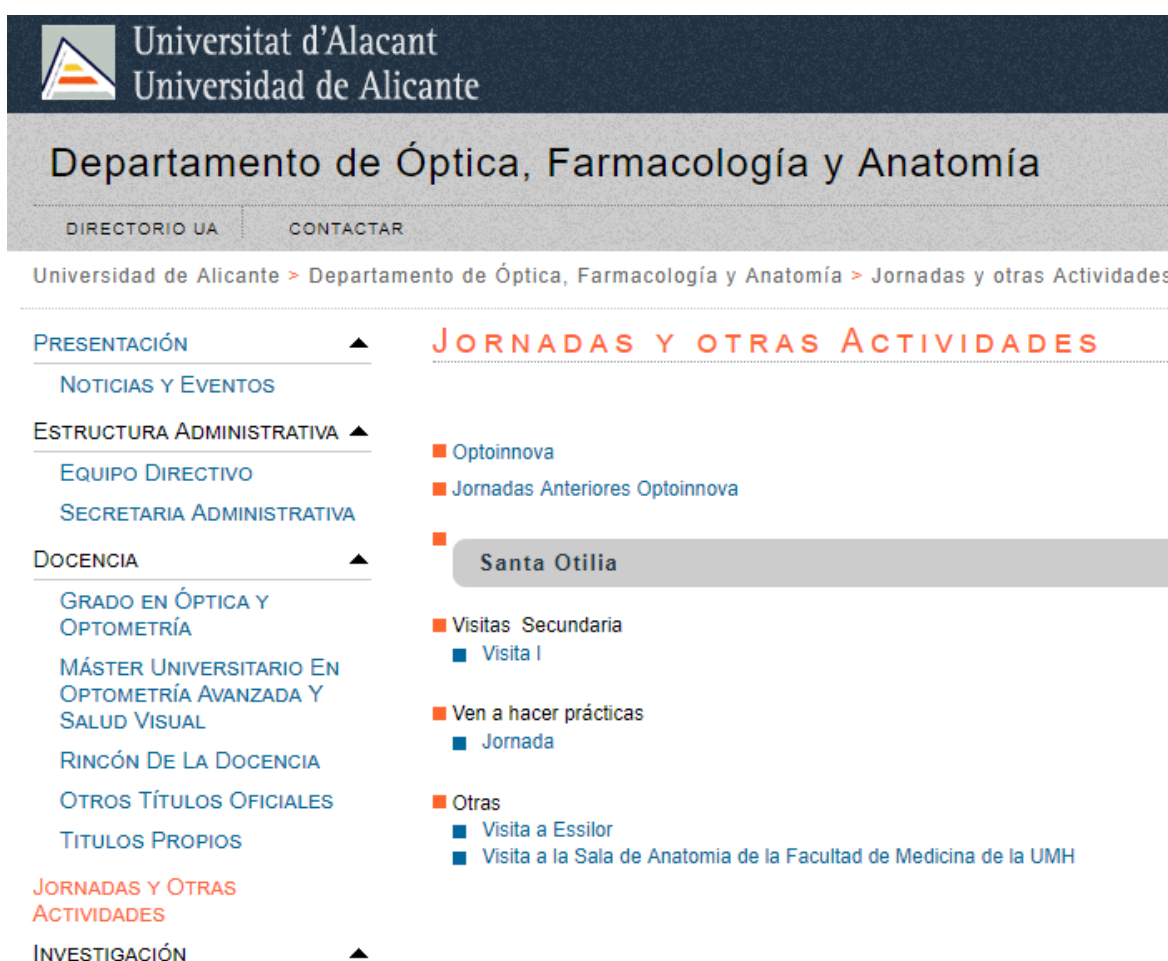 Universitat d'Alacant
Universidad de Alicante
Departamento de Óptica, Farmacología y Anatomía
DIRECTORIO UA
CONTACTAR
Universidad de Alicante > Departamento de Óptica, Farmacología y Anatomía > Jornadas y otras Actividades
PRESENTACIÓN
NOTICIAS Y EVENTOS
ESTRUCTURA ADMINISTRATIVA
EQUIPO DIRECTIVO
SECRETARIA ADMINISTRATIVA
DOCENCIA
GRADO EN ÓPTICA Y
OPTOMETRÍA
MÁSTER UNIVERSITARIO EN
OPTOMETRÍA AVANZADA Y
SALUD VISUAL
RINCÓN DE LA DOCENCIA
OTROS TÍTULOS OFICIALES
TITULOS PROPIOS
JORNADAS Y OTRAS
ACTIVIDADES
INVESTIGACIÓN
JORNADAS Y OTRAS ACTIVIDADES
Optoinnova
Jornadas Anteriores Optoinnova
Santa Otilia
Visitas Secundaria
Visita I
Ven a hacer prácticas
Jornada
Otras
Visita a Essilor
Visita a la Sala de Anatomia de la Facultad de Medicina de la UMH